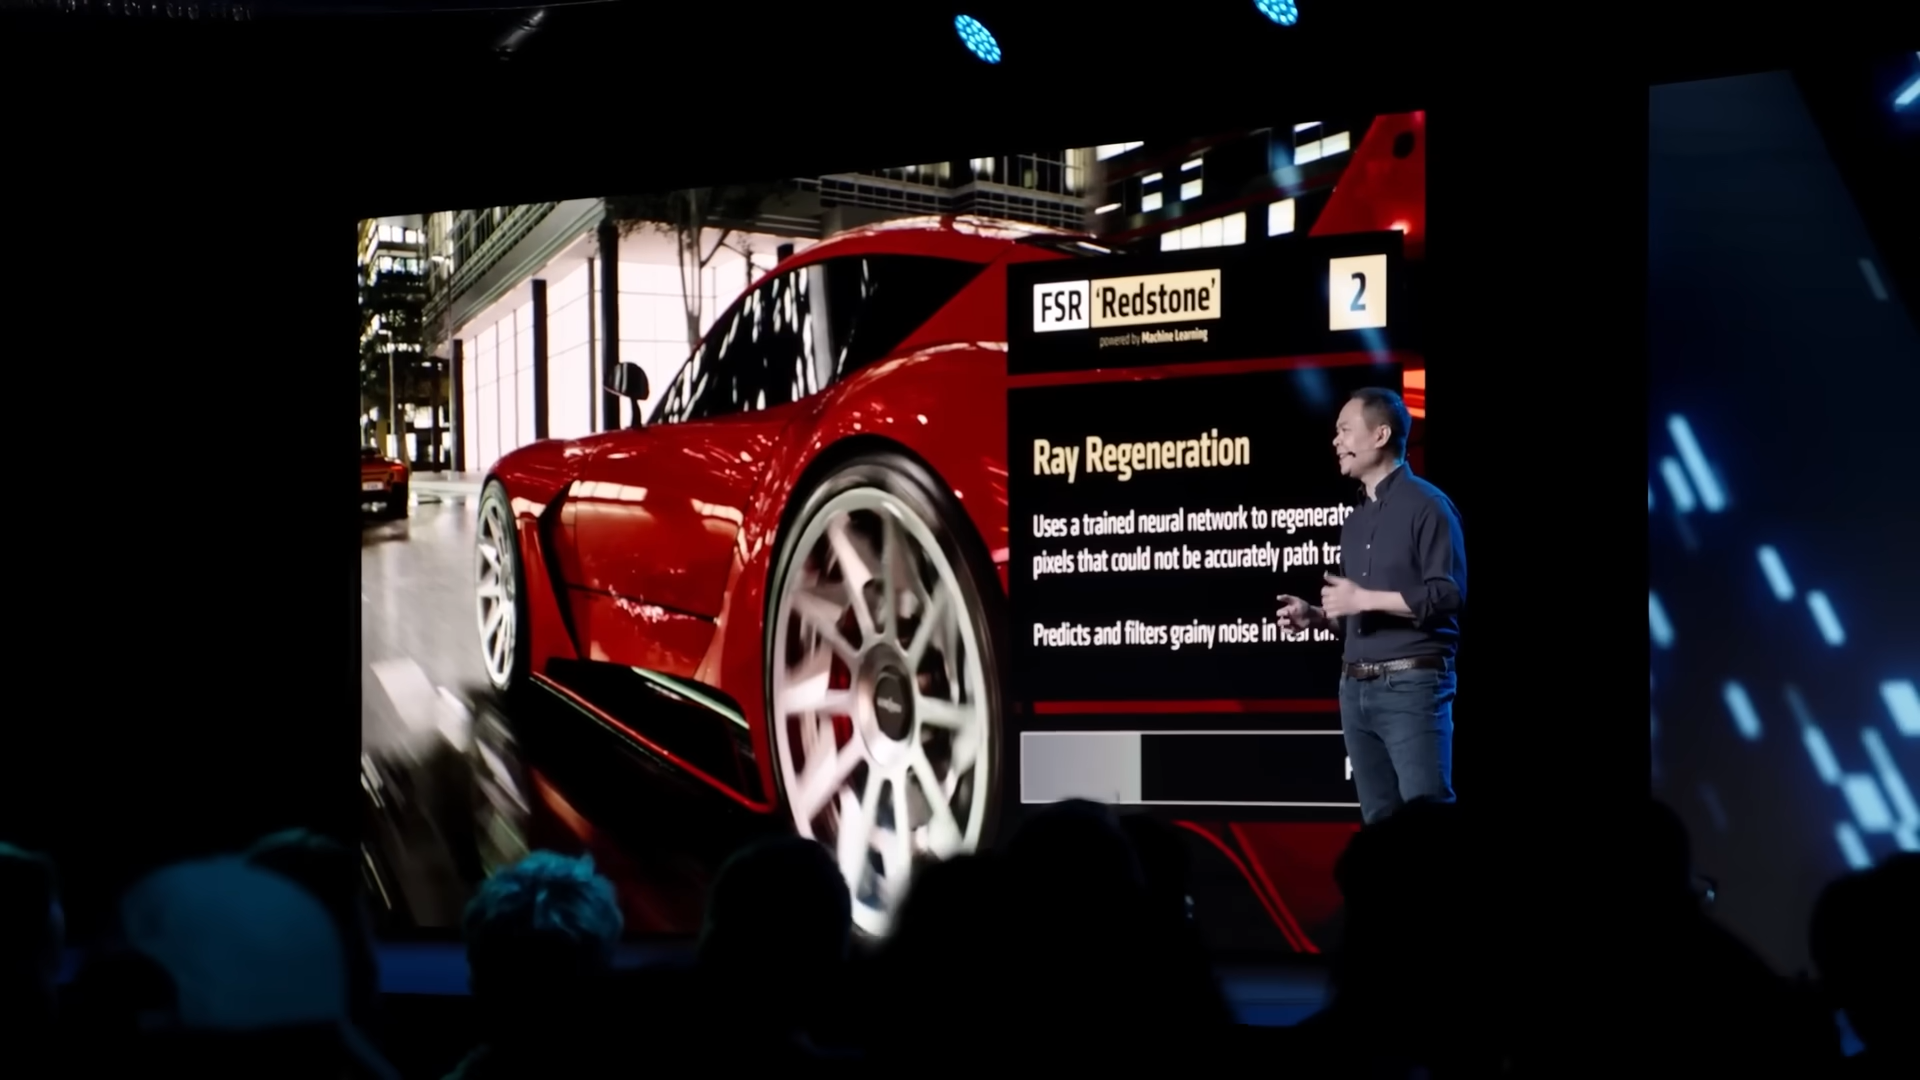 FSR 'Redstone'
2
powered by Machine Learning
Ray Regeneration
Uses a trained neural network to regenerate
pixels that could not be accurately path
Predicts and filters grainy noise in